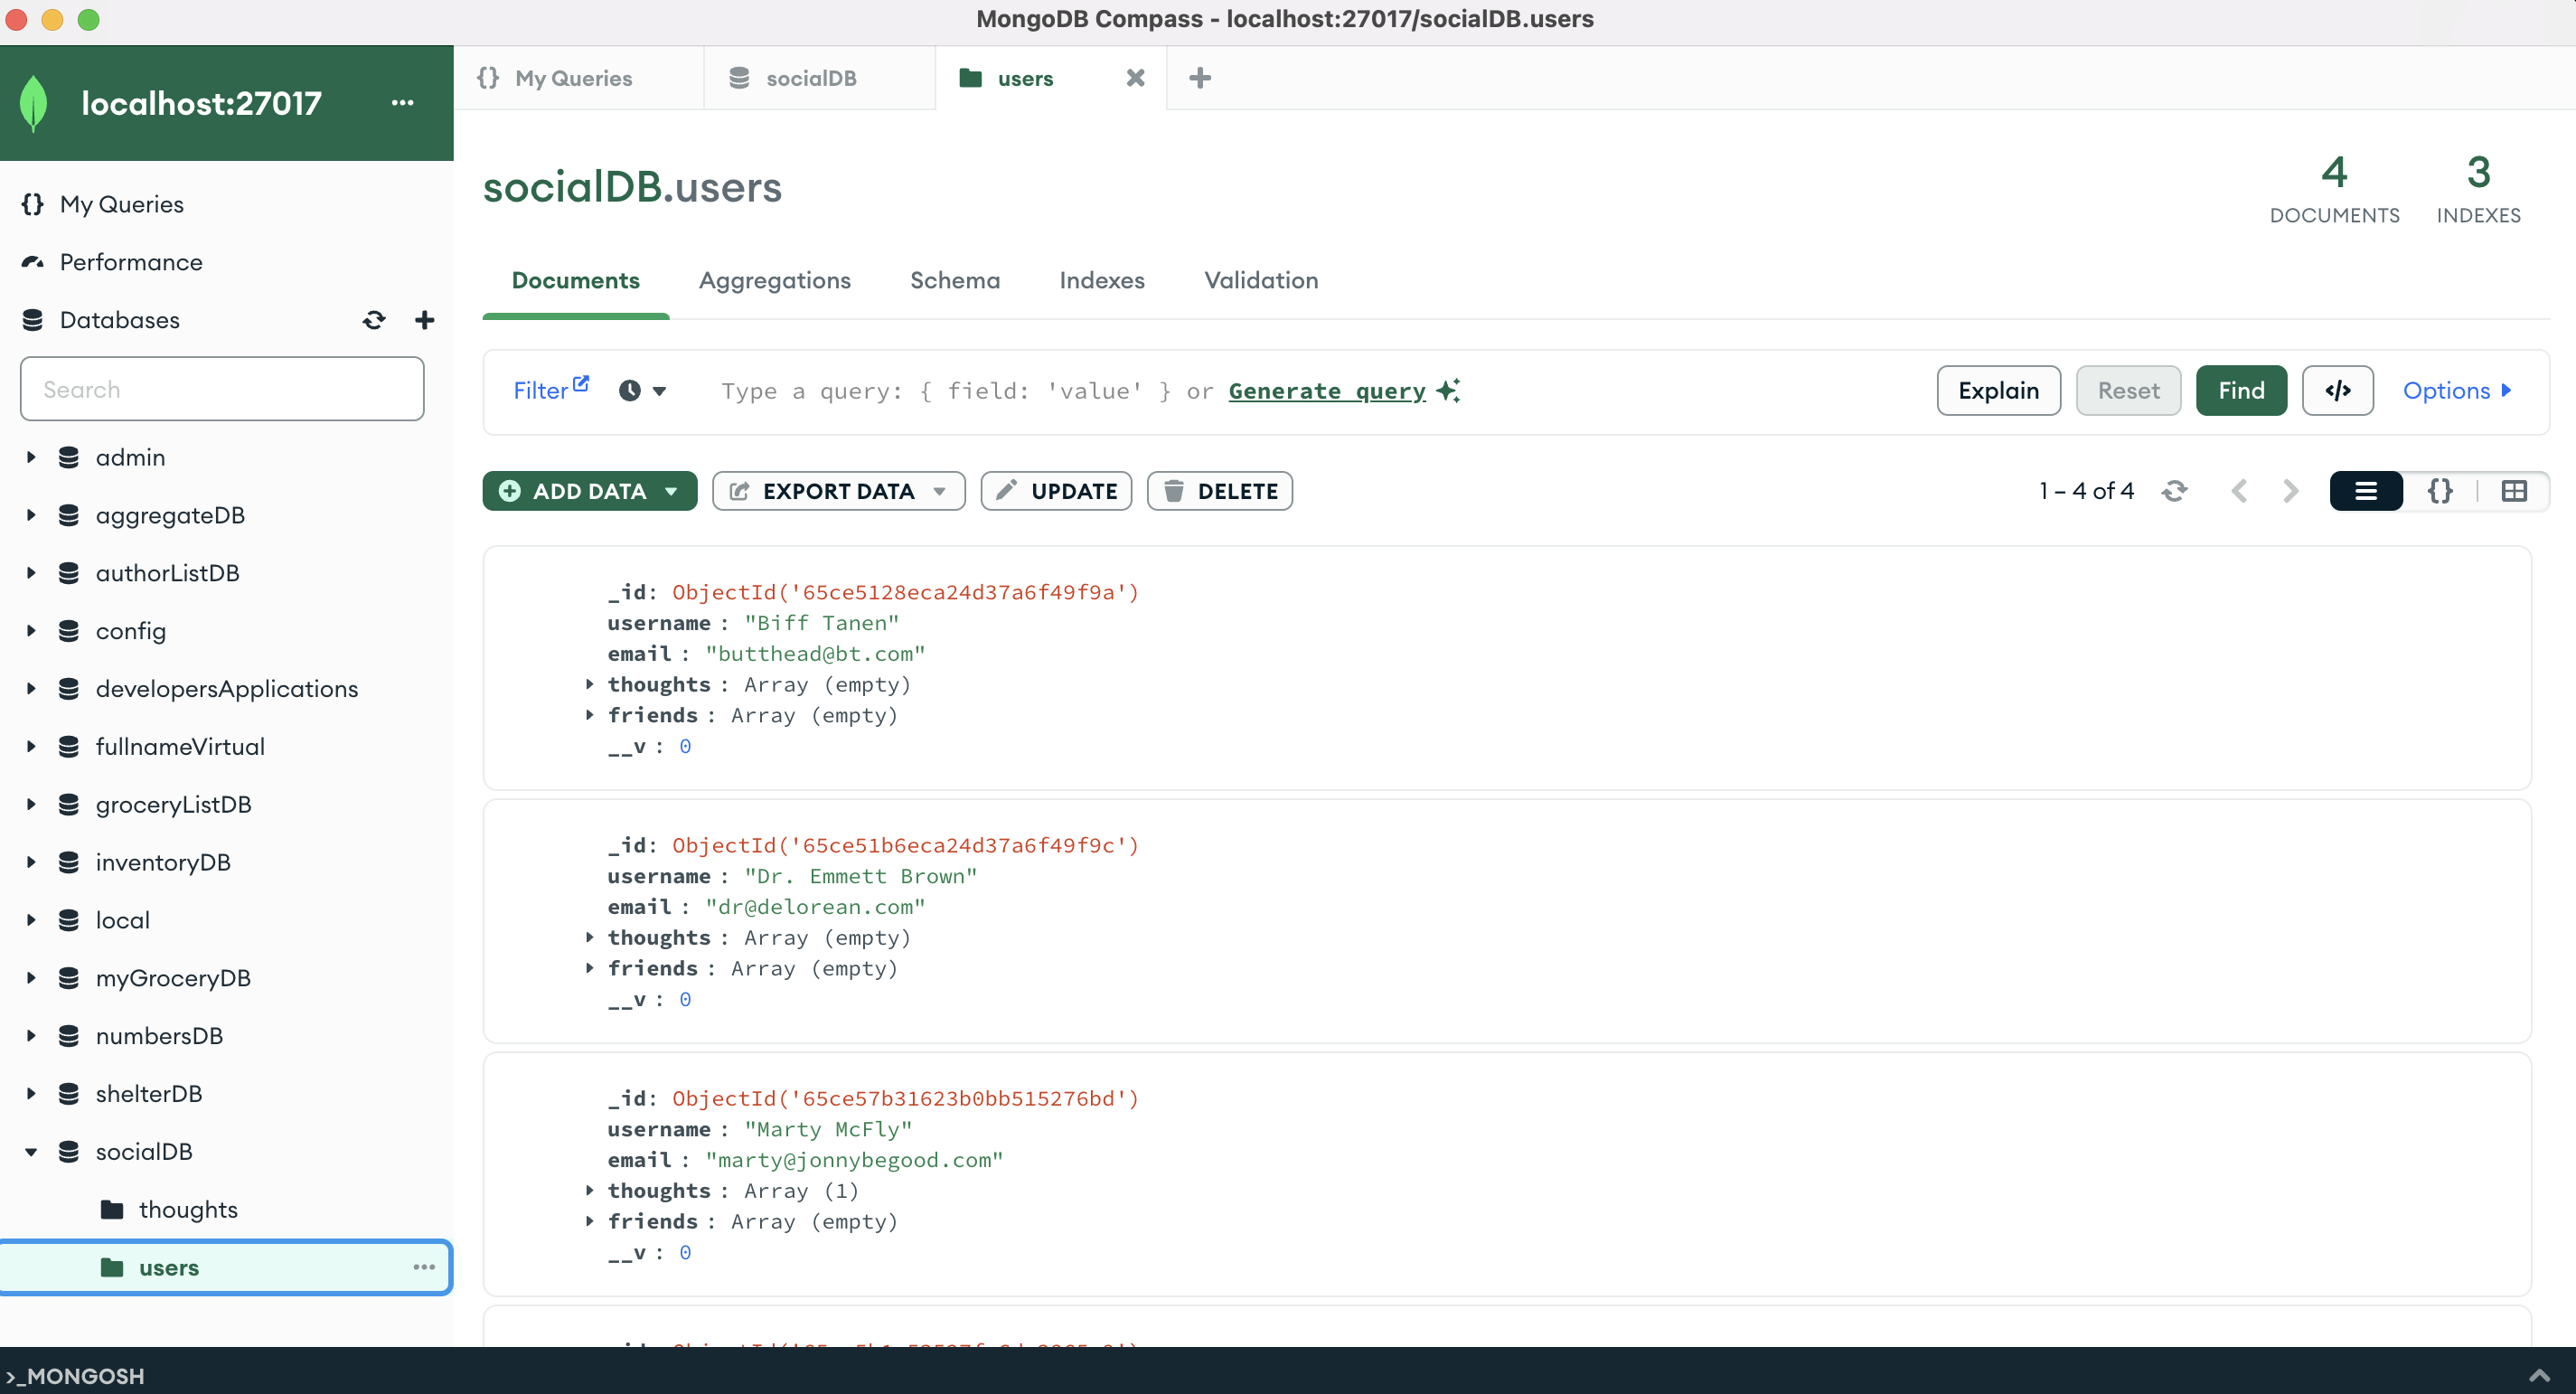 MongoDB Compass - localhost:27017/socialDB.users
localhost:27017
My Queries
Performance
Databases
Search
admin
aggregateDB
authorListDB
config
developersApplications
fullnameVirtual
groceryListDB
inventoryDB
local
myGroceryDB
numbersDB
shelterDB
socialDB
thoughts
users
{} My Queries
socialDB
users
socialDB.users
4 DOCUMENTS
3 INDEXES
Documents Aggregations Schema Indexes Validation
Filter Type a query: { field: 'value' } or Generate query Explain Reset Find </> Options
ADD DATA EXPORT DATA UPDATE DELETE 1 – 4 of 4 {}
_id: ObjectId('65ce5128eca24d37a6f49f9a')
username : "Biff Tanen"
email : "butthead@bt.com"
thoughts : Array (empty)
friends : Array (empty)
__v : 0
_id: ObjectId('65ce51b6eca24d37a6f49f9c')
username : "Dr. Emmett Brown"
email : "dr@delorean.com"
thoughts : Array (empty)
friends : Array (empty)
__v : 0
_id: ObjectId('65ce57b31623b0bb515276bd')
username : "Marty McFly"
email : "marty@jonnybegood.com"
thoughts : Array (1)
friends : Array (empty)
__v : 0
>_MONGOSH